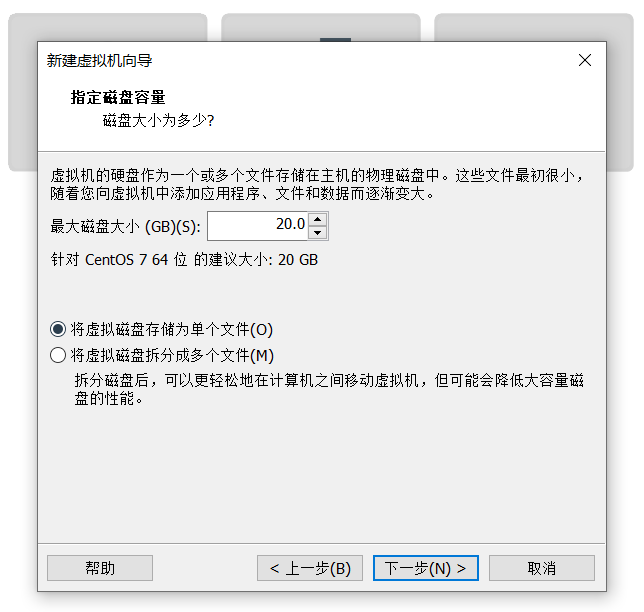 新建虚拟机向导
指定磁盘容量
磁盘大小为多少?
虚拟机的硬盘作为一个或多个文件存储在主机的物理磁盘中。这些文件最初很小，
随着您向虚拟机中添加应用程序、文件和数据而逐渐变大。
最大磁盘大小 (GB)(S): 20.0
针对 CentOS 7 64 位 的建议大小: 20 GB
将虚拟磁盘存储为单个文件(O)
将虚拟磁盘拆分成多个文件(M)
拆分磁盘后，可以更轻松地在计算机之间移动虚拟机，但可能会降低大容量磁
盘的性能。
帮助 < 上一步(B) 下一步(N) > 取消